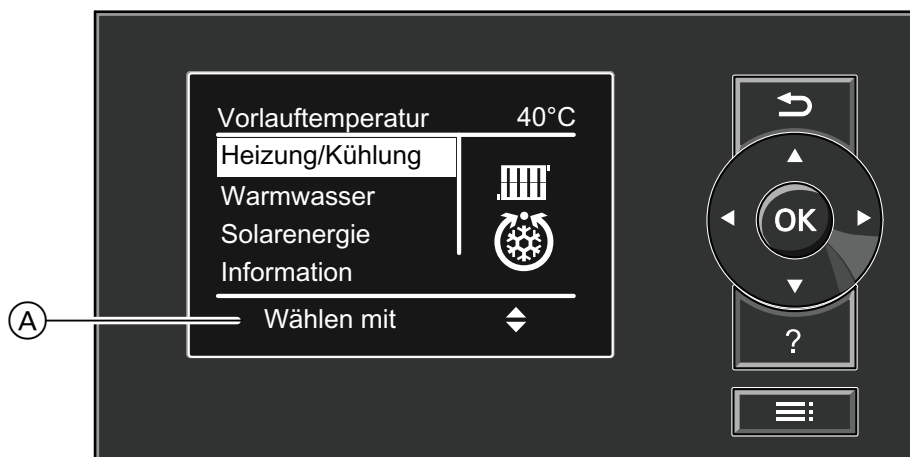 Vorlauftemperatur 40°C
Heizung/Kühlung
Warmwasser
Solarenergie
Information
Wählen mit
A
OK
?